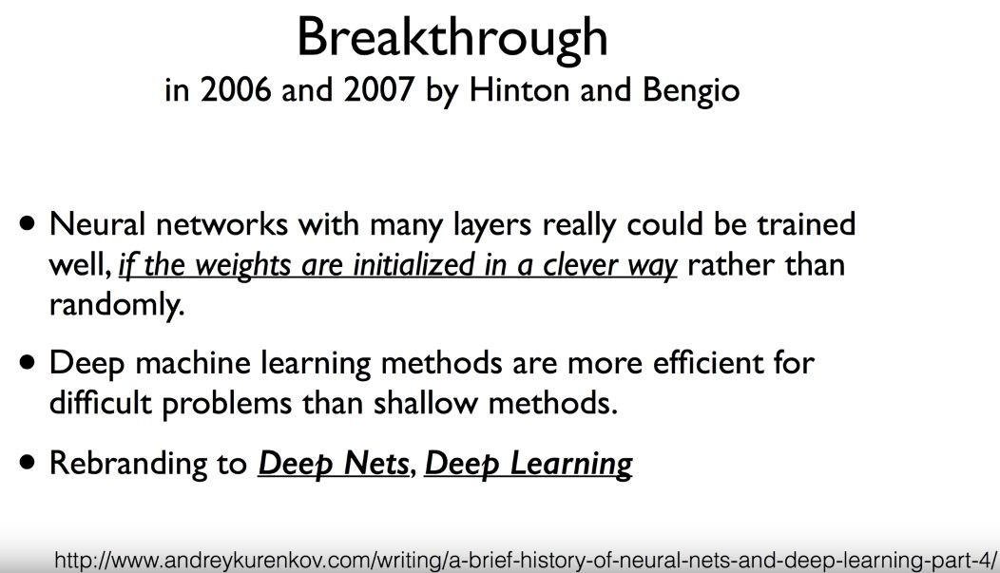 Breakthrough
in 2006 and 2007 by Hinton and Bengio
• Neural networks with many layers really could be trained
well, if the weights are initialized in a clever way rather than
randomly.
• Deep machine learning methods are more efficient for
difficult problems than shallow methods.
• Rebranding to Deep Nets, Deep Learning
http://www.andreykurenkov.com/writing/a-brief-history-of-neural-nets-and-deep-learning-part-4/